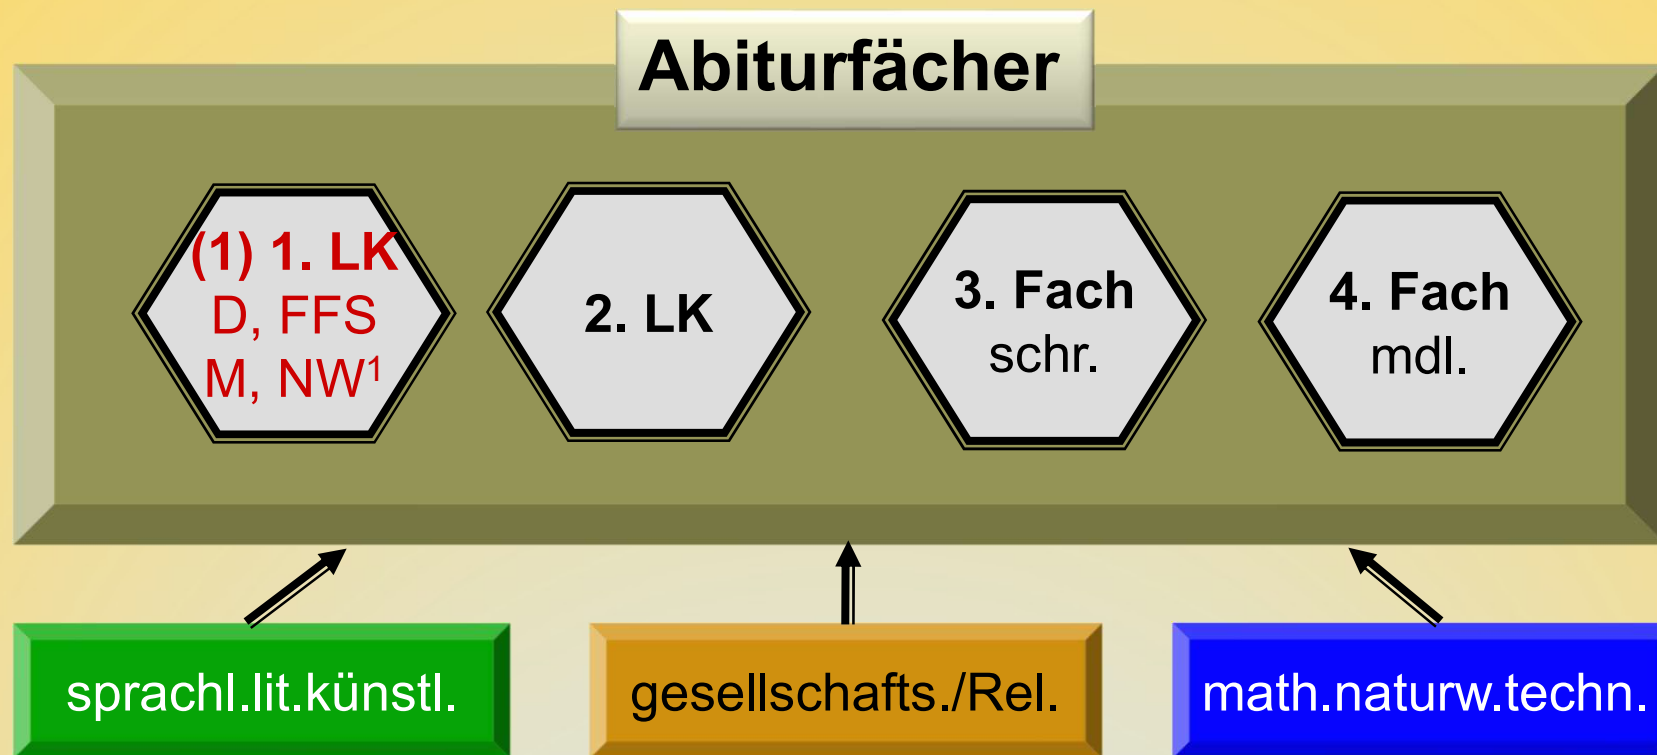 Abiturfächer
(1) 1. LK
D, FFS
M, NW¹
2. LK
3. Fach
schr.
4. Fach
mdl.
sprachl.lit.künstl.
gesellschafts./Rel.
math.naturw.techn.